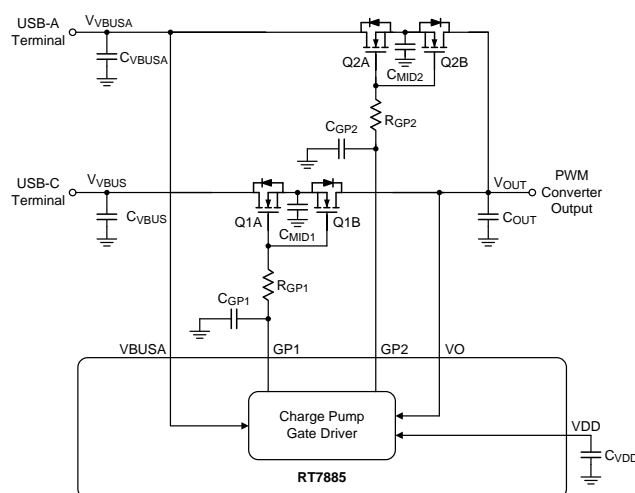 USB-A
Terminal
VVBUSA
CVBUSA
Q2A
CMID2
Q2B
RGP2
CGP2
USB-C
Terminal
VVBUS
CVBUS
Q1A
CMID1
Q1B
VOUT
COUT
PWM
Converter
Output
RGP1
CGP1
VBUSA
GP1
GP2
VO
Charge Pump
Gate Driver
VDD
CVDD
RT7885